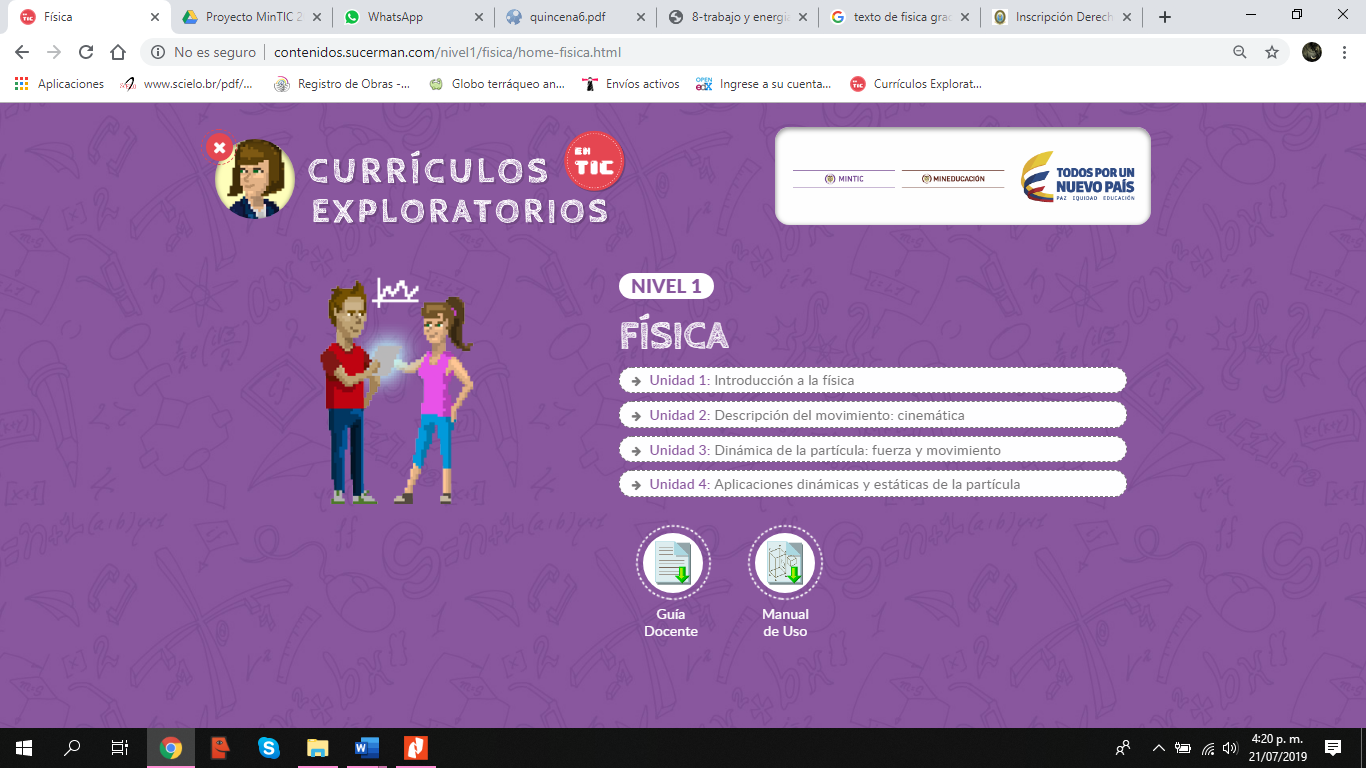 Física
Proyecto MinTIC 2
WhatsApp
quincena6.pdf
8-trabajo y energia
texto de fisica grad
Inscripción Derech
No es seguro
contenidos.sucerman.com/nivel1/fisica/home-fisica.html
Aplicaciones
www.scielo.br/pdf/...
Registro de Obras -...
Globo terráqueo an...
Envíos activos
OPEN edX
Ingrese a su cuenta...
Currículos Explorat...
CURRÍCULOS
EXPLORATORIOS
EN
TIC
MINTIC
MINEDUCACIÓN
TODOS POR UN
NUEVO PAÍS
PAZ EQUIDAD EDUCACIÓN
NIVEL 1
FÍSICA
Unidad 1: Introducción a la física
Unidad 2: Descripción del movimiento: cinemática
Unidad 3: Dinámica de la partícula: fuerza y movimiento
Unidad 4: Aplicaciones dinámicas y estáticas de la partícula
Guía
Docente
Manual
de Uso
4:20 p. m.
21/07/2019